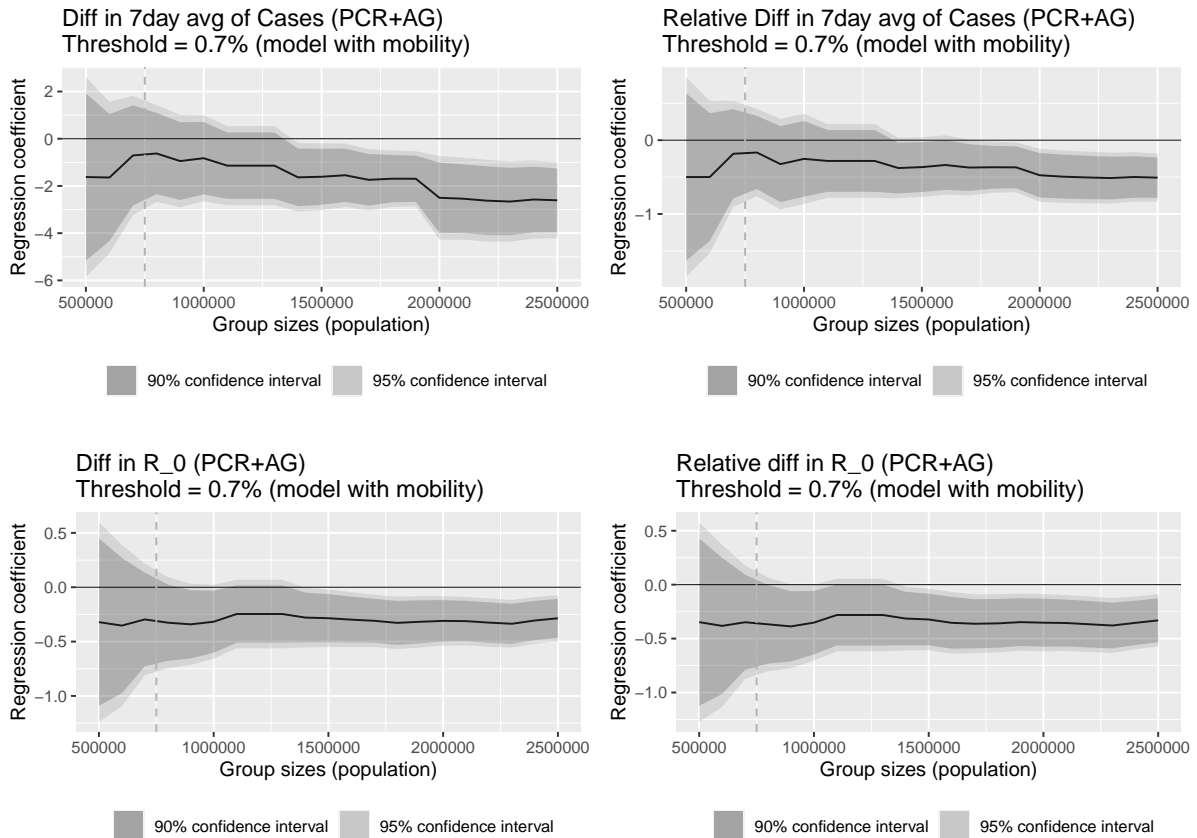 Diff in 7day avg of Cases (PCR+AG)
Threshold = 0.7% (model with mobility)
2
0
−2
−4
−6
Regression coefficient
500000 1000000 1500000 2000000 2500000
Group sizes (population)
90% confidence interval 95% confidence interval
Relative Diff in 7day avg of Cases (PCR+AG)
Threshold = 0.7% (model with mobility)
0
−1
Regression coefficient
500000 1000000 1500000 2000000 2500000
Group sizes (population)
90% confidence interval 95% confidence interval
Diff in R_0 (PCR+AG)
Threshold = 0.7% (model with mobility)
0.5
0.0
−0.5
−1.0
Regression coefficient
500000 1000000 1500000 2000000 2500000
Group sizes (population)
90% confidence interval 95% confidence interval
Relative diff in R_0 (PCR+AG)
Threshold = 0.7% (model with mobility)
0.5
0.0
−0.5
−1.0
Regression coefficient
500000 1000000 1500000 2000000 2500000
Group sizes (population)
90% confidence interval 95% confidence interval